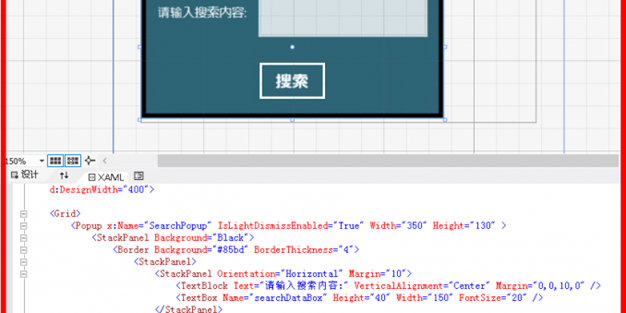 请输入搜索内容:
搜索
150%
设计
XAML
d:DesignWidth="400">
<Grid>
<Popup x:Name="SearchPopup" IsLightDismissEnabled="True" Width="350" Height="130" >
<StackPanel Background="Black">
<Border Background="#85bd" BorderThickness="4">
<StackPanel>
<StackPanel Orientation="Horizontal" Margin="10">
<TextBlock Text="请输入搜索内容:" VerticalAlignment="Center" Margin="0,0,10,0" />
<TextBox Name="searchDataBox" Height="40" Width="150" FontSize="20" />
</StackPanel>